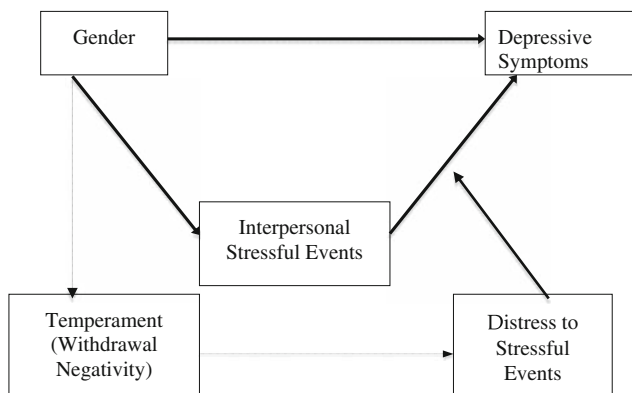 Gender
Depressive
Symptoms
Interpersonal
Stressful Events
Temperament
(Withdrawal
Negativity)
Distress to
Stressful
Events